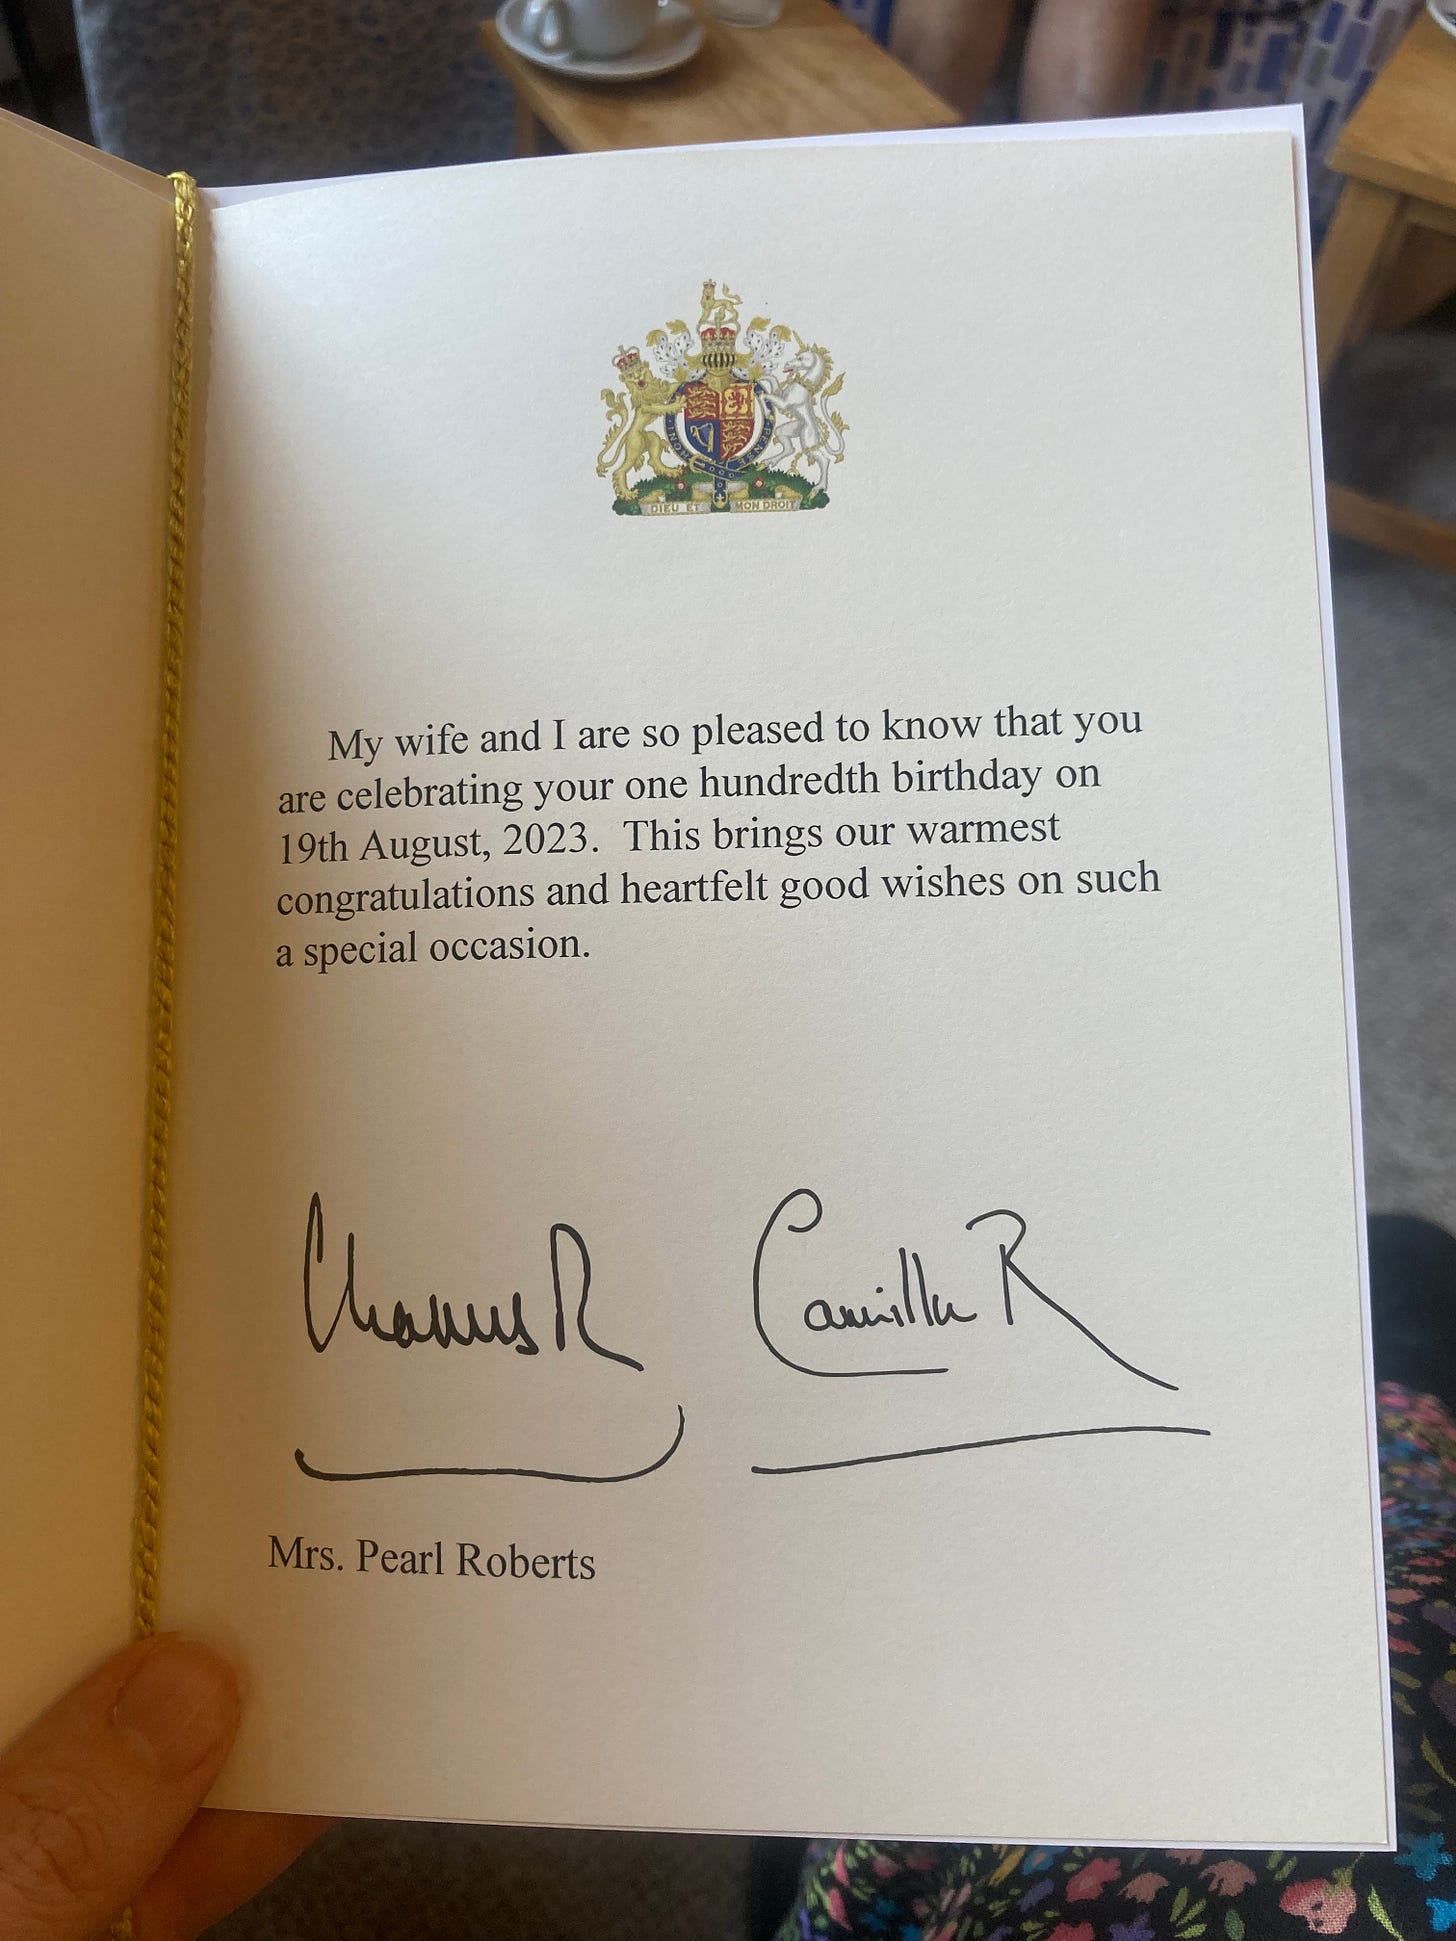 DIEU ET MON DROIT
My wife and I are so pleased to know that you
are celebrating your one hundredth birthday on
19th August, 2023. This brings our warmest
congratulations and heartfelt good wishes on such
a special occasion.
Charles R
Camilla R
Mrs. Pearl Roberts